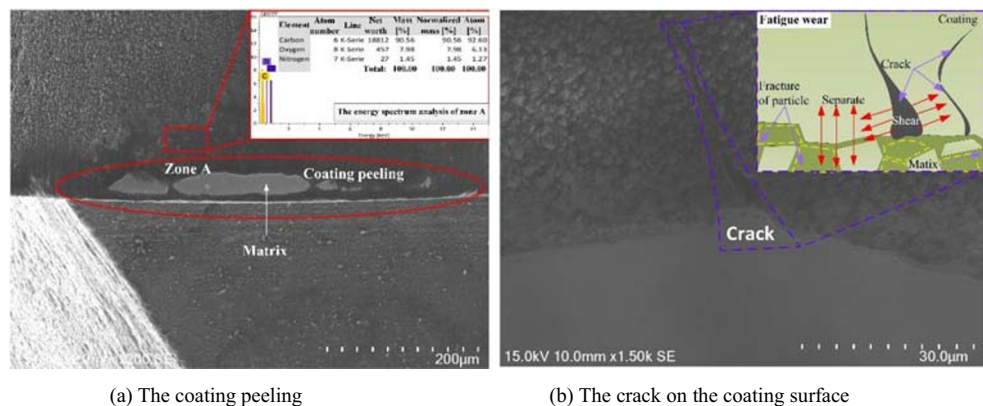 Element Atom number Line Net worth Mass [%] Normalized mass [%] Atom [%]
Carbon 6 K-Serie 18812 90.56 90.56 92.60
Oxygen 8 K-Serie 457 7.98 7.98 6.13
Nitrogen 7 K-Serie 27 1.45 1.45 1.27
Total: 100.00 100.00 100.00
The energy spectrum analysis of zone A
Zone A
Coating peeling
Matrix
SE
200μm
Fatigue wear
Coating
Crack
Fracture of particle
Separate
Shear
Matix
Crack
15.0kV 10.0mm x1.50k SE
30.0μm
(a) The coating peeling
(b) The crack on the coating surface